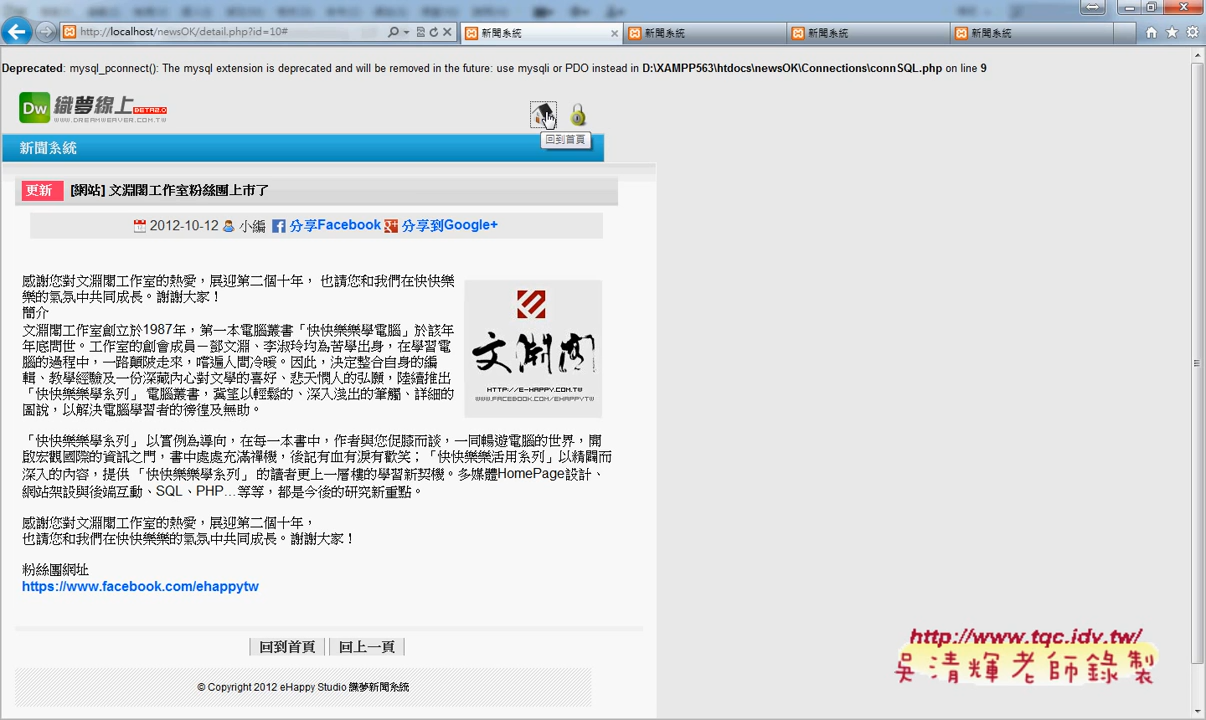 http://localhost/newsOK/detail.php?id=10#
新聞系統
新聞系統
新聞系統
新聞系統
Deprecated: mysql_pconnect(): The mysql extension is deprecated and will be removed in the future: use mysqli or PDO instead in D:\XAMPP563\htdocs\newsOK\Connections\connSQL.php on line 9
Dw 織夢線上 BETA2.0
WWW.DREAMWEAVER.COM.TW
回到首頁
新聞系統
更新 [網站] 文淵閣工作室粉絲團上市了
2012-10-12 小編 分享Facebook 分享到Google+
感謝您對文淵閣工作室的熱愛，展迎第二個十年， 也請您和我們在快快樂
樂的氣氛中共同成長。謝謝大家！
簡介
文淵閣工作室創立於1987年，第一本電腦叢書「快快樂樂學電腦」於該年
年底問世。工作室的創會成員－鄧文淵、李淑玲均為苦學出身，在學習電
腦的過程中，一路顛陂走來，嚐遍人間冷暖。因此，決定整合自身的編
輯、教學經驗及一份深藏內心對文學的喜好、悲天憫人的弘願，陸續推出
「快快樂樂學系列」 電腦叢書，冀望以輕鬆的、深入淺出的筆觸、詳細的
圖說，以解決電腦學習者的徬徨及無助。
文淵閣
HTTP://E-HAPPY.COM.TW
WWW.FACEBOOK.COM/EHAPPYTW
「快快樂樂學系列」 以實例為導向，在每一本書中，作者與您促膝而談，一同暢遊電腦的世界，開
啟宏觀國際的資訊之門，書中處處充滿禪機，後記有血有淚有歡笑；「快快樂樂活用系列」以精闢而
深入的內容，提供 「快快樂樂學系列」 的讀者更上一層樓的學習新契機。多媒體HomePage設計、
網站架設與後端互動、SQL、PHP…等等，都是今後的研究新重點。
感謝您對文淵閣工作室的熱愛，展迎第二個十年，
也請您和我們在快快樂樂的氣氛中共同成長。謝謝大家！
粉絲團網址
https://www.facebook.com/ehappytw
回到首頁 回上一頁
© Copyright 2012 eHappy Studio 織夢新聞系統
http://www.tqc.idv.tw/
吳清輝老師錄製